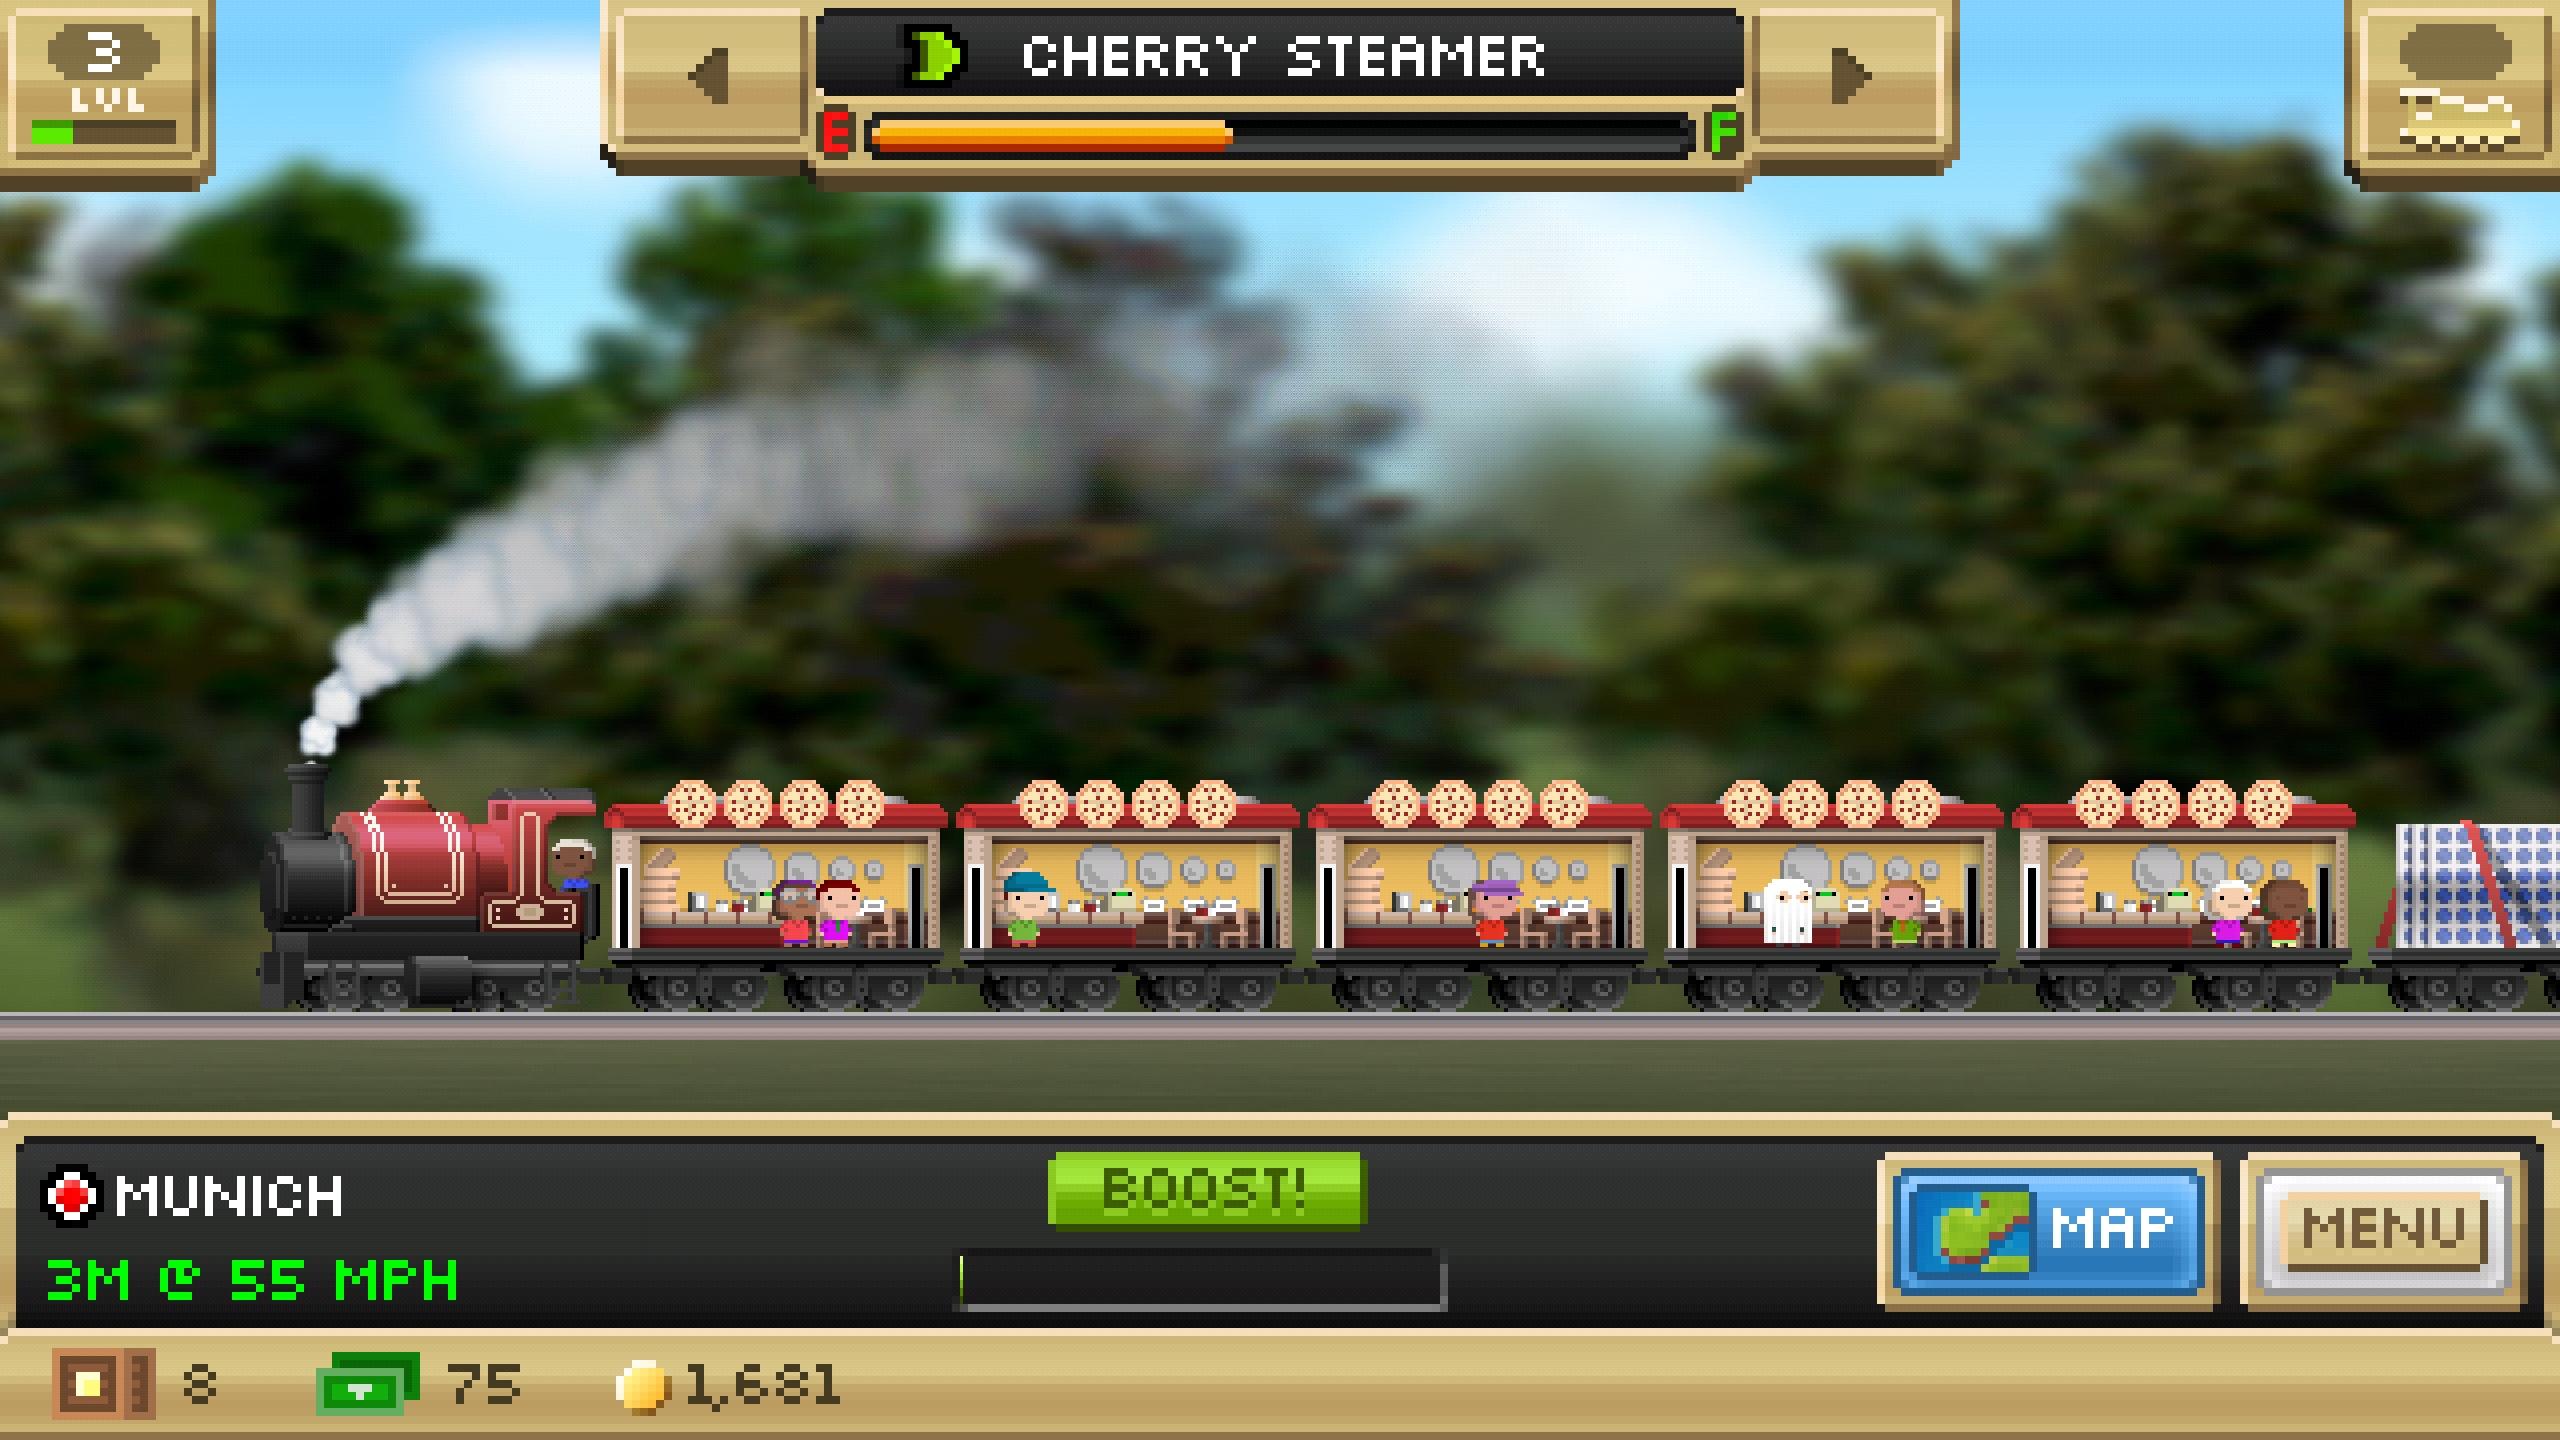 3
LVL
CHERRY STEAMER
E
F
MUNICH
3M @ 55 MPH
BOOST!
MAP
MENU
8
75
1,681